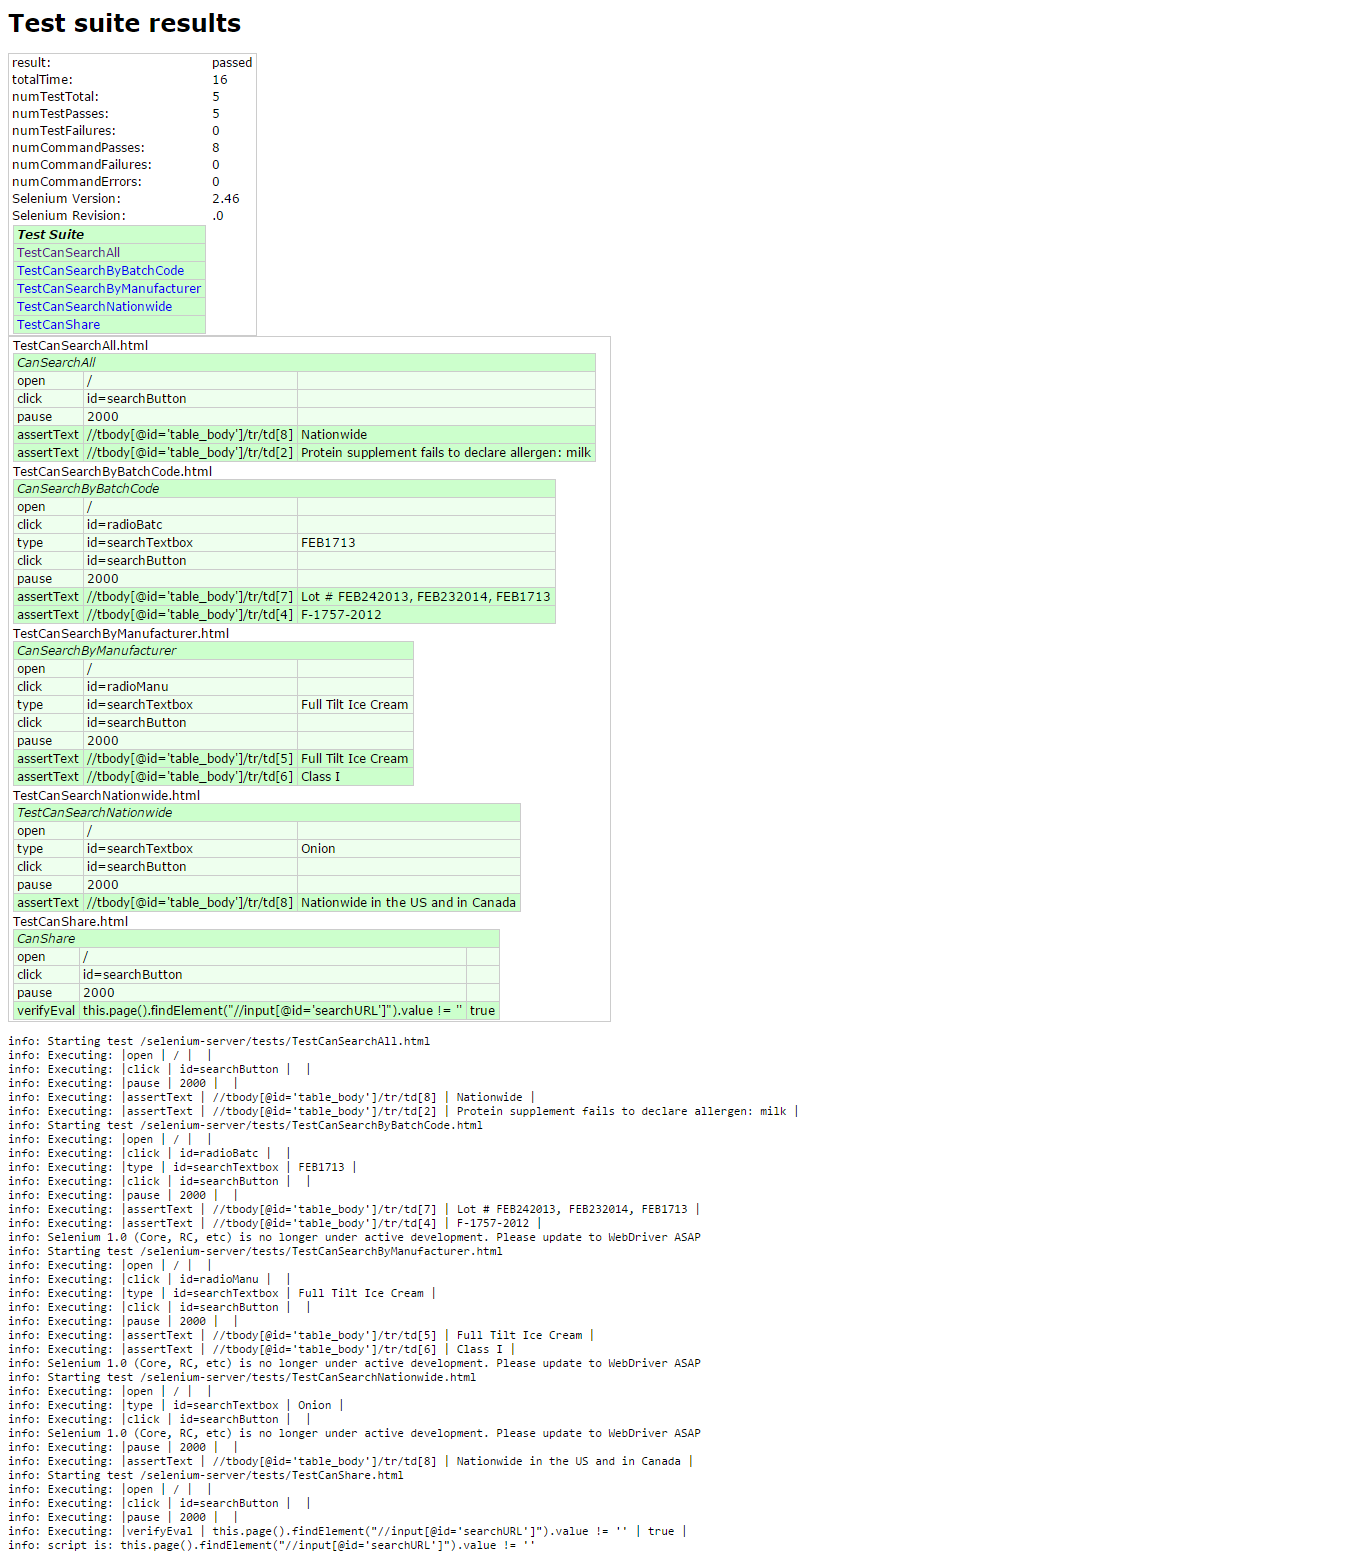 Test suite results
result: passed
totalTime: 16
numTestTotal: 5
numTestPasses: 5
numTestFailures: 0
numCommandPasses: 8
numCommandFailures: 0
numCommandErrors: 0
Selenium Version: 2.46
Selenium Revision: .0
Test Suite
TestCanSearchAll
TestCanSearchByBatchCode
TestCanSearchByManufacturer
TestCanSearchNationwide
TestCanShare
TestCanSearchAll.html
CanSearchAll
open /
click id=searchButton
pause 2000
assertText //tbody[@id='table_body']/tr/td[8] Nationwide
assertText //tbody[@id='table_body']/tr/td[2] Protein supplement fails to declare allergen: milk
TestCanSearchByBatchCode.html
CanSearchByBatchCode
open /
click id=radioBatc
type id=searchTextbox FEB1713
click id=searchButton
pause 2000
assertText //tbody[@id='table_body']/tr/td[7] Lot # FEB242013, FEB232014, FEB1713
assertText //tbody[@id='table_body']/tr/td[4] F-1757-2012
TestCanSearchByManufacturer.html
CanSearchByManufacturer
open /
click id=radioManu
type id=searchTextbox Full Tilt Ice Cream
click id=searchButton
pause 2000
assertText //tbody[@id='table_body']/tr/td[5] Full Tilt Ice Cream
assertText //tbody[@id='table_body']/tr/td[6] Class I
TestCanSearchNationwide.html
TestCanSearchNationwide
open /
type id=searchTextbox Onion
click id=searchButton
pause 2000
assertText //tbody[@id='table_body']/tr/td[8] Nationwide in the US and in Canada
TestCanShare.html
CanShare
open /
click id=searchButton
pause 2000
verifyEval this.page().findElement("//input[@id='searchURL']").value != '' true
info: Starting test /selenium-server/tests/TestCanSearchAll.html
info: Executing: |open | / | |
info: Executing: |click | id=searchButton | |
info: Executing: |pause | 2000 | |
info: Executing: |assertText | //tbody[@id='table_body']/tr/td[8] | Nationwide |
info: Executing: |assertText | //tbody[@id='table_body']/tr/td[2] | Protein supplement fails to declare allergen: milk |
info: Starting test /selenium-server/tests/TestCanSearchByBatchCode.html
info: Executing: |open | / | |
info: Executing: |click | id=radioBatc | |
info: Executing: |type | id=searchTextbox | FEB1713 |
info: Executing: |click | id=searchButton | |
info: Executing: |pause | 2000 | |
info: Executing: |assertText | //tbody[@id='table_body']/tr/td[7] | Lot # FEB242013, FEB232014, FEB1713 |
info: Executing: |assertText | //tbody[@id='table_body']/tr/td[4] | F-1757-2012 |
info: Selenium 1.0 (Core, RC, etc) is no longer under active development. Please update to WebDriver ASAP
info: Starting test /selenium-server/tests/TestCanSearchByManufacturer.html
info: Executing: |open | / | |
info: Executing: |click | id=radioManu | |
info: Executing: |type | id=searchTextbox | Full Tilt Ice Cream |
info: Executing: |click | id=searchButton | |
info: Executing: |pause | 2000 | |
info: Executing: |assertText | //tbody[@id='table_body']/tr/td[5] | Full Tilt Ice Cream |
info: Executing: |assertText | //tbody[@id='table_body']/tr/td[6] | Class I |
info: Selenium 1.0 (Core, RC, etc) is no longer under active development. Please update to WebDriver ASAP
info: Starting test /selenium-server/tests/TestCanSearchNationwide.html
info: Executing: |open | / | |
info: Executing: |type | id=searchTextbox | Onion |
info: Executing: |click | id=searchButton | |
info: Selenium 1.0 (Core, RC, etc) is no longer under active development. Please update to WebDriver ASAP
info: Executing: |pause | 2000 | |
info: Executing: |assertText | //tbody[@id='table_body']/tr/td[8] | Nationwide in the US and in Canada |
info: Starting test /selenium-server/tests/TestCanShare.html
info: Executing: |open | / | |
info: Executing: |click | id=searchButton | |
info: Executing: |pause | 2000 | |
info: Executing: |verifyEval | this.page().findElement("//input[@id='searchURL']").value != '' | true |
info: script is: this.page().findElement("//input[@id='searchURL']").value != ''